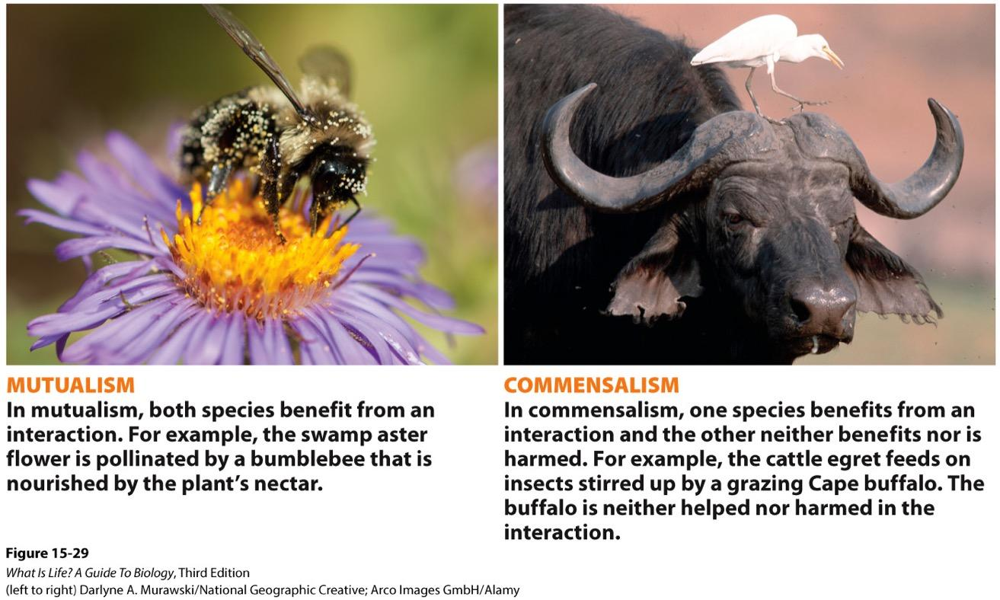 MUTUALISM
In mutualism, both species benefit from an
interaction. For example, the swamp aster
flower is pollinated by a bumblebee that is
nourished by the plant’s nectar.
COMMENSALISM
In commensalism, one species benefits from an
interaction and the other neither benefits nor is
harmed. For example, the cattle egret feeds on
insects stirred up by a grazing Cape buffalo. The
buffalo is neither helped nor harmed in the
interaction.
Figure 15-29
What Is Life? A Guide To Biology, Third Edition
(left to right) Darlyne A. Murawski/National Geographic Creative; Arco Images GmbH/Alamy